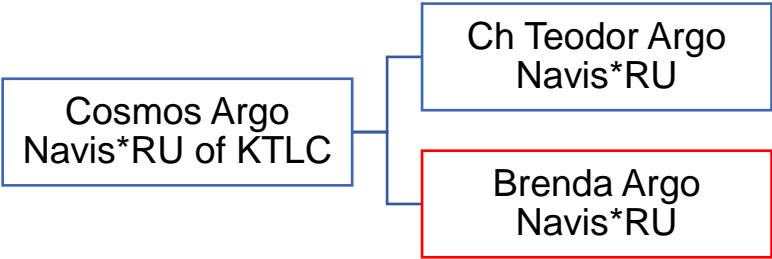 Ch Teodor Argo
Navis*RU
Cosmos Argo
Navis*RU of KTLC
Brenda Argo
Navis*RU